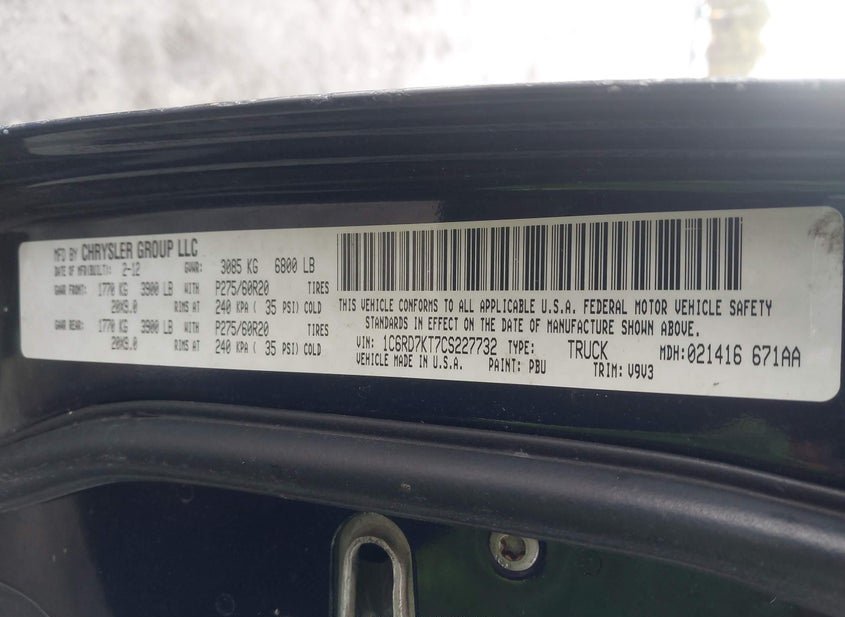 MFD BY CHRYSLER GROUP LLC
DATE OF MFD(BUILT): 2-12 GVWR: 3085 KG 6800 LB
GAWR FRONT: 1770 KG 3900 LB WITH P275/60R20 TIRES
20X9.0 RIMS AT 240 KPA ( 35 PSI) COLD
GAWR REAR: 1770 KG 3900 LB WITH P275/60R20 TIRES
20X9.0 RIMS AT 240 KPA ( 35 PSI) COLD
THIS VEHICLE CONFORMS TO ALL APPLICABLE U.S.A. FEDERAL MOTOR VEHICLE SAFETY
STANDARDS IN EFFECT ON THE DATE OF MANUFACTURE SHOWN ABOVE.
VIN: 1C6RD7KT7CS227732 TYPE: TRUCK MDH:021416 671AA
VEHICLE MADE IN U.S.A. PAINT: PBU TRIM: V9V3